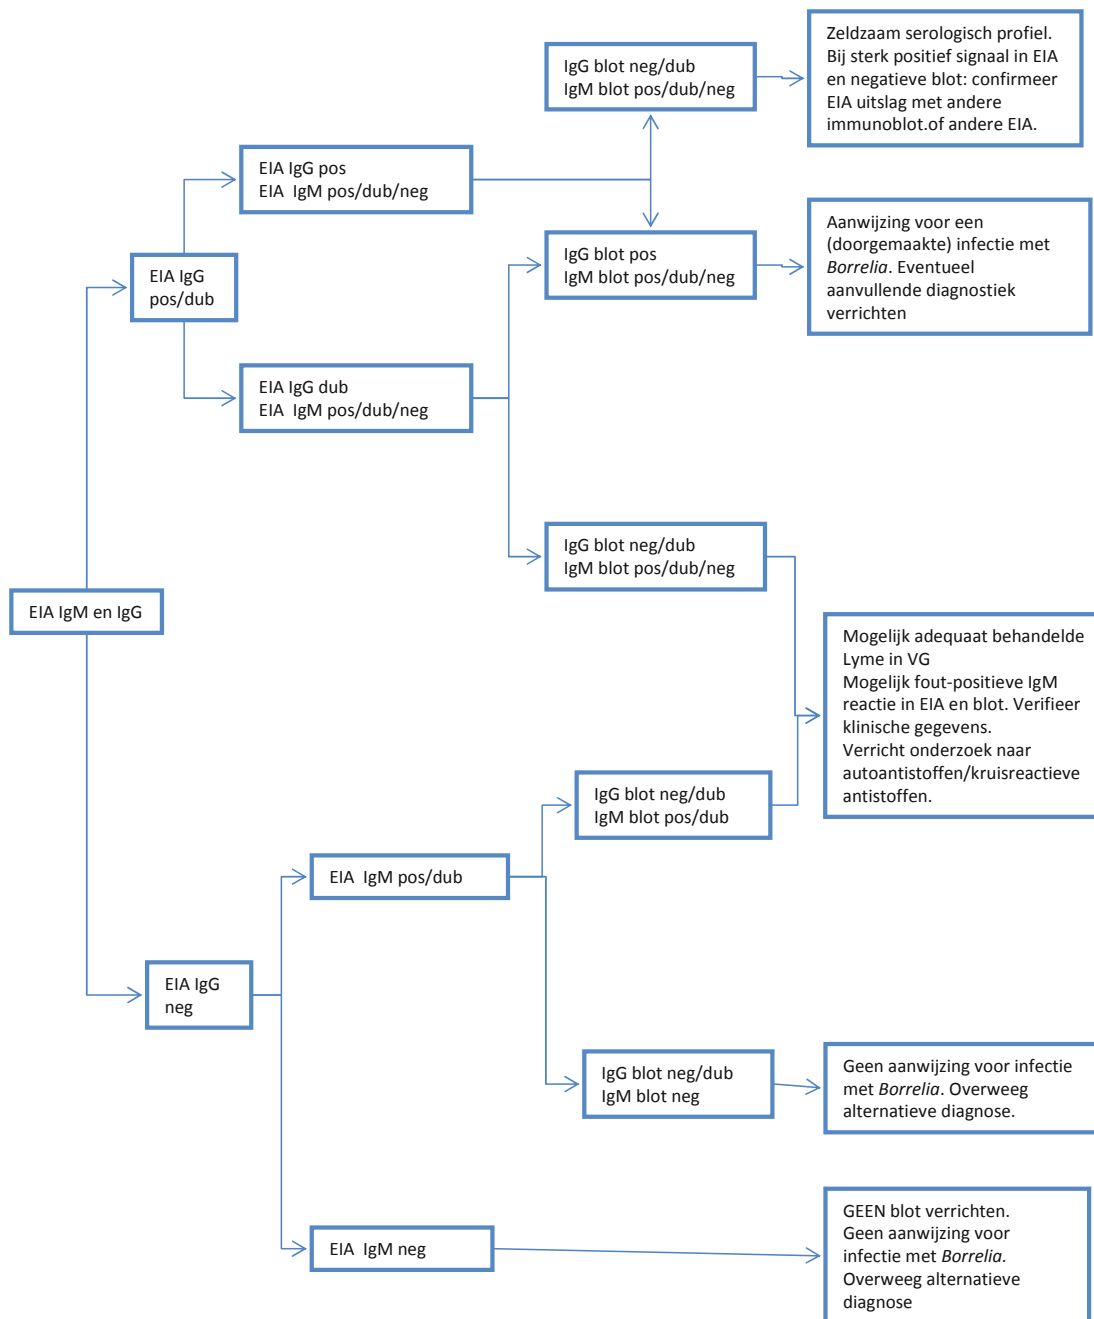 Zeldzaam serologisch profiel.
Bij sterk positief signaal in EIA
en negatieve blot: confirmeer
EIA uitslag met andere
immunoblot.of andere EIA.
IgG blot neg/dub
IgM blot pos/dub/neg
EIA IgG pos
EIA IgM pos/dub/neg
Aanwijzing voor een
(doorgemaakte) infectie met
Borrelia. Eventueel
aanvullende diagnostiek
verrichten
IgG blot pos
IgM blot pos/dub/neg
EIA IgG
pos/dub
EIA IgG dub
EIA IgM pos/dub/neg
IgG blot neg/dub
IgM blot pos/dub/neg
EIA IgM en IgG
Mogelijk adequaat behandelde
Lyme in VG
Mogelijk fout-positieve IgM
reactie in EIA en blot. Verifieer
klinische gegevens.
Verricht onderzoek naar
autoantistoffen/kruisreactieve
antistoffen.
IgG blot neg/dub
IgM blot pos/dub
EIA IgM pos/dub
EIA IgG
neg
IgG blot neg/dub
IgM blot neg
Geen aanwijzing voor infectie
met Borrelia. Overweeg
alternatieve diagnose.
EIA IgM neg
GEEN blot verrichten.
Geen aanwijzing voor
infectie met Borrelia.
Overweeg alternatieve
diagnose